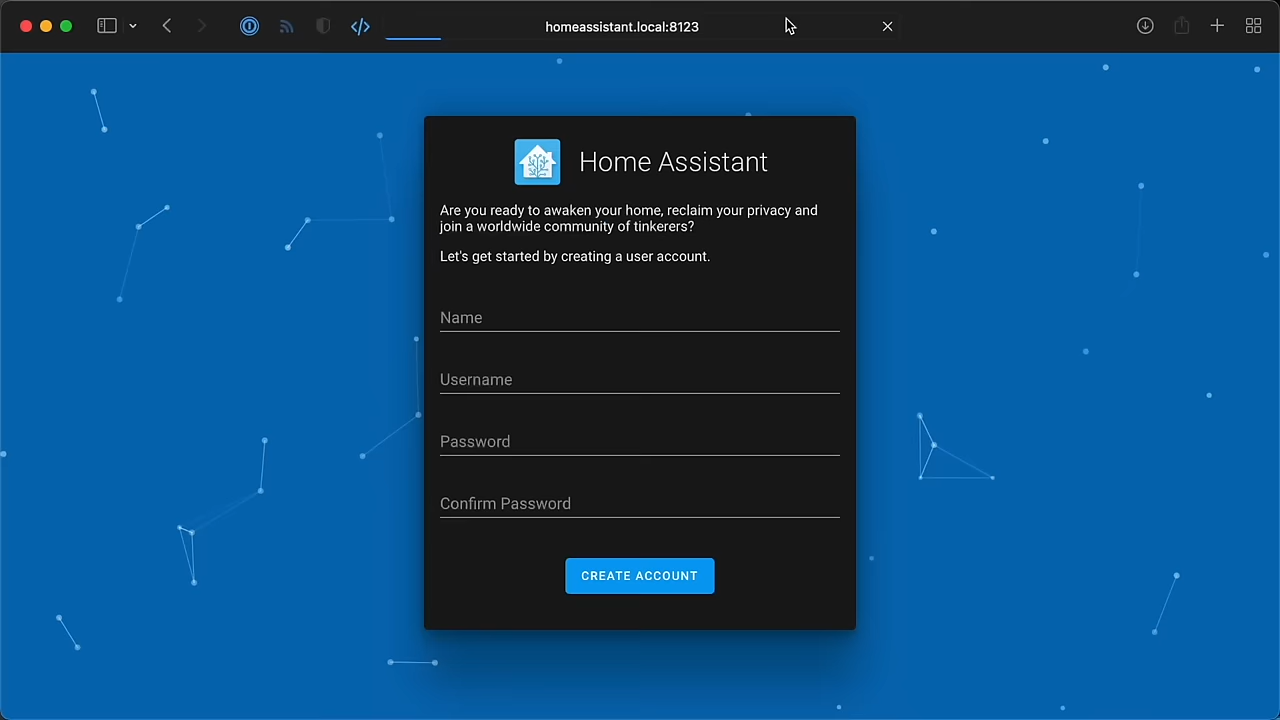 homeassistant.local:8123
Home Assistant
Are you ready to awaken your home, reclaim your privacy and
join a worldwide community of tinkerers?
Let's get started by creating a user account.
Name
Username
Password
Confirm Password
CREATE ACCOUNT